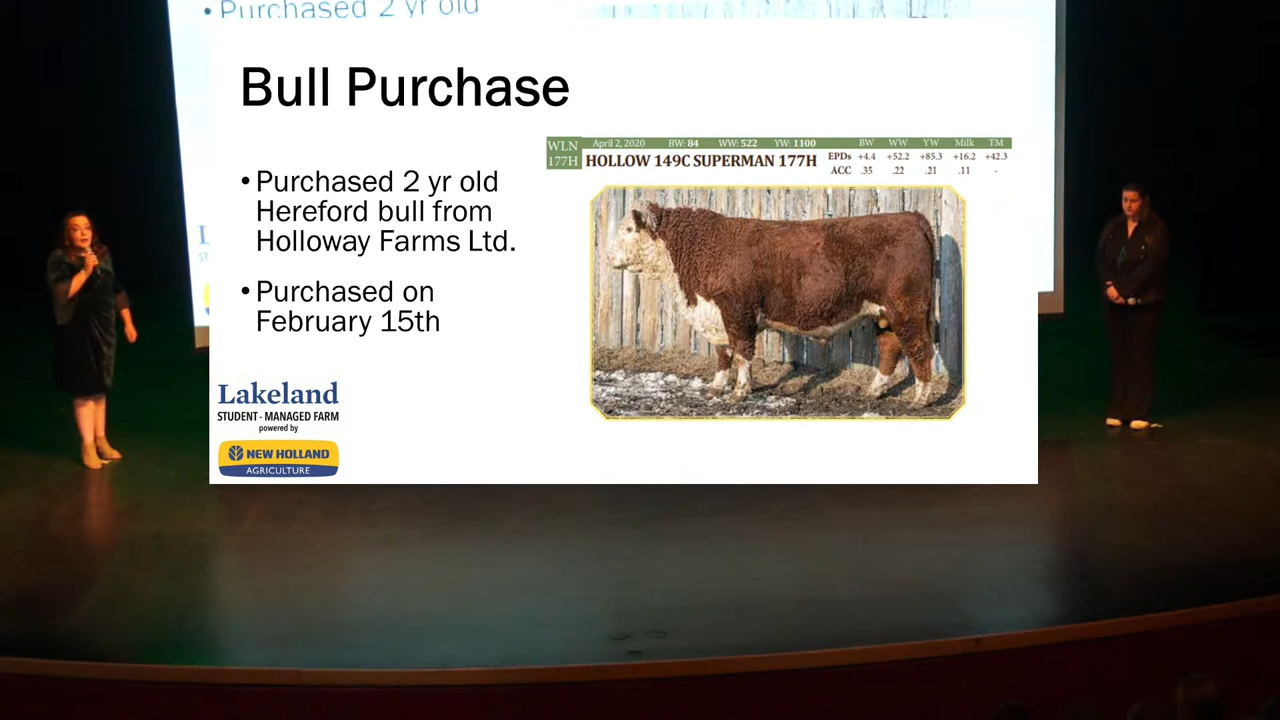 • Purchased 2 yr old
Bull Purchase
• Purchased 2 yr old
Hereford bull from
Holloway Farms Ltd.
• Purchased on
February 15th
WLN
177H
April 2, 2020 BW: 84 WW: 522 YW: 1100 BW WW YW Milk TM
HOLLOW 149C SUPERMAN 177H EPDs +4.4 +52.2 +85.3 +16.2 +42.3
ACC .35 .22 .21 .11 -
Lakeland
STUDENT - MANAGED FARM
powered by
NEW HOLLAND
AGRICULTURE